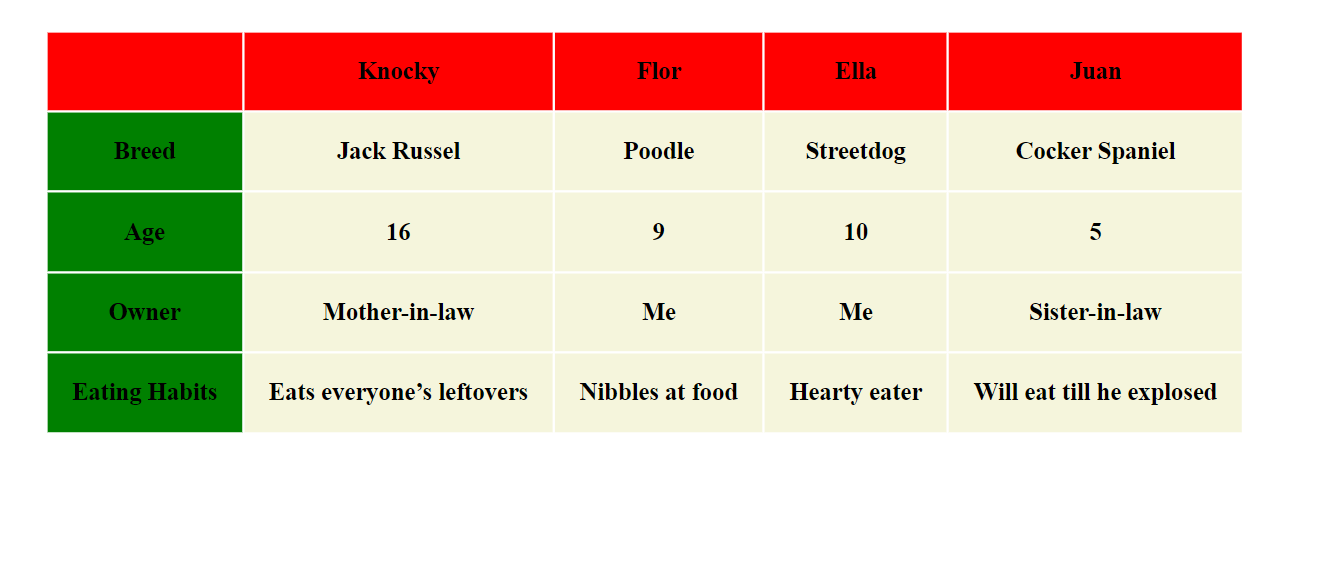 Knocky Flor Ella Juan
Breed Jack Russel Poodle Streetdog Cocker Spaniel
Age 16 9 10 5
Owner Mother-in-law Me Me Sister-in-law
Eating Habits Eats everyone’s leftovers Nibbles at food Hearty eater Will eat till he explosed